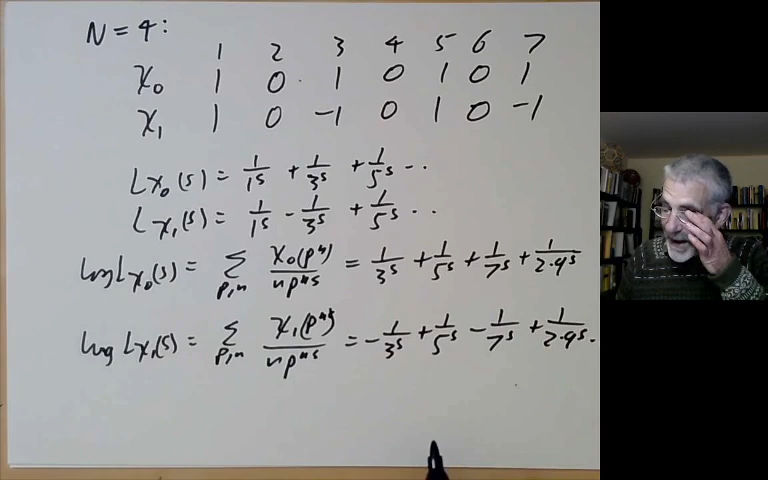 N = 4:
1 2 3 4 5 6 7
χ₀ 1 0 1 0 1 0 1
χ₁ 1 0 -1 0 1 0 -1
Lχ₀(s) = 1/1^s + 1/3^s + 1/5^s ..
Lχ₁(s) = 1/1^s - 1/3^s + 1/5^s ..
log Lχ₀(s) = Σ_{p,n} χ₀(p^n)/np^{ns} = 1/3^s + 1/5^s + 1/7^s + 1/2·9^s
log Lχ₁(s) = Σ_{p,n} χ₁(p^n)/np^{ns} = -1/3^s + 1/5^s - 1/7^s + 1/2·9^s.